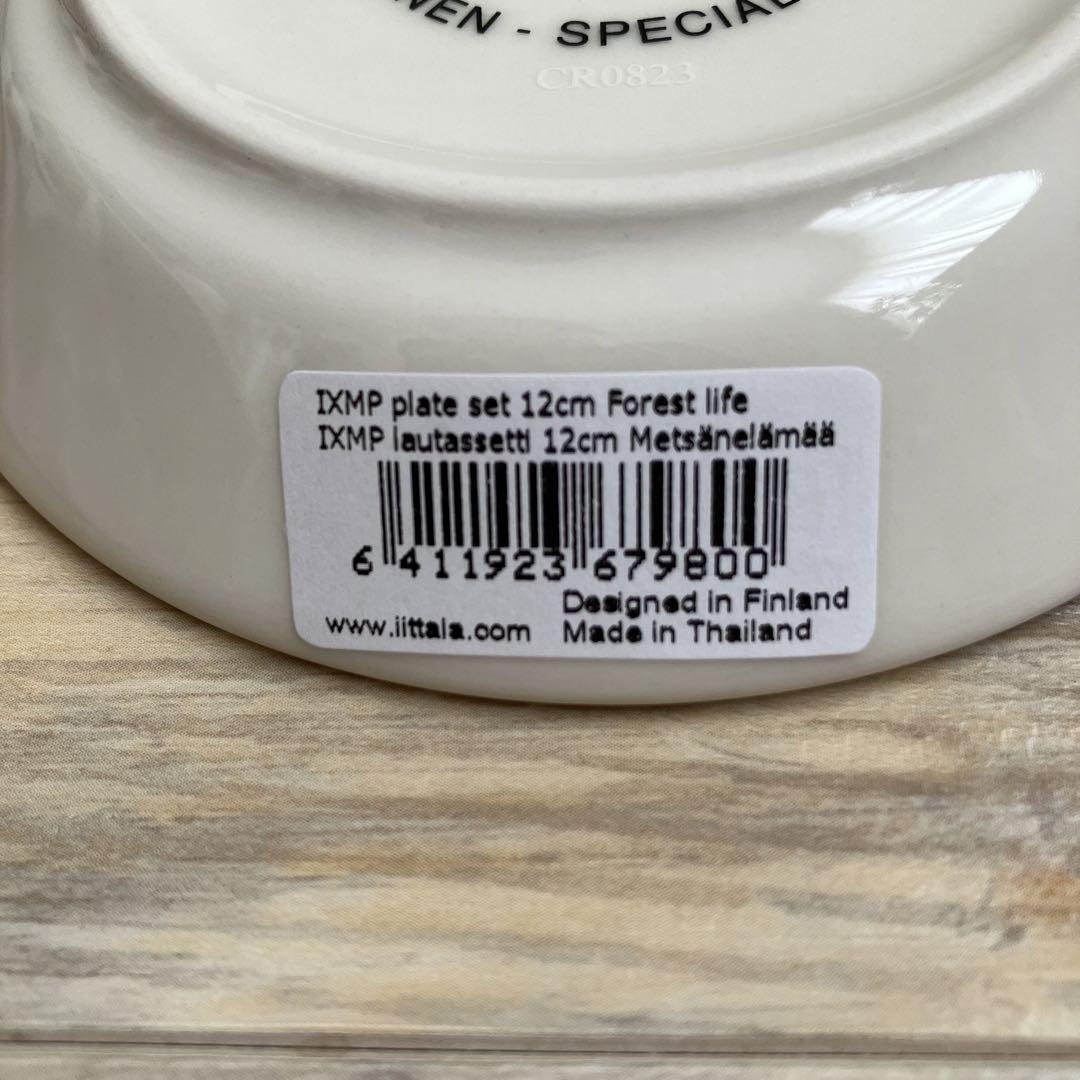 NEN - SPECIAL
CR0823
IXMP plate set 12cm Forest life
IXMP lautassetti 12cm Metsänelämää
6 411923 679800
Designed in Finland
www.iittala.com Made in Thailand